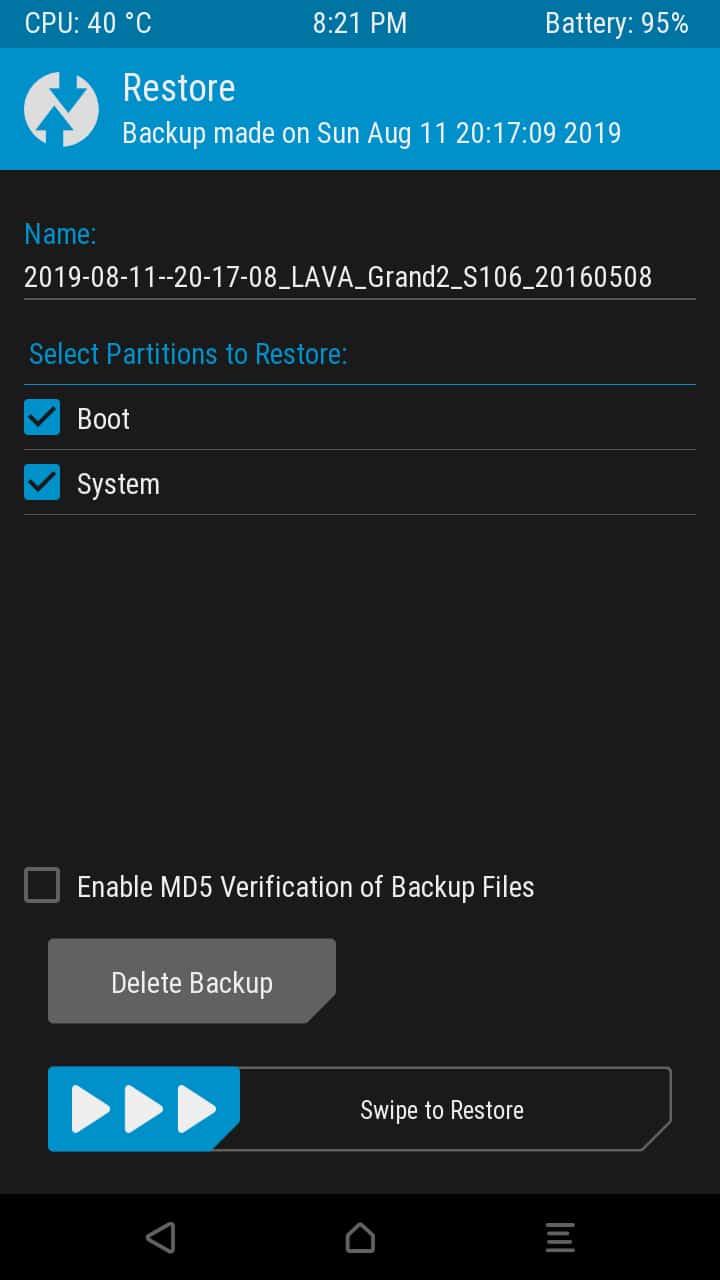 CPU: 40 °C 8:21 PM Battery: 95%
Restore
Backup made on Sun Aug 11 20:17:09 2019
Name:
2019-08-11--20-17-08_LAVA_Grand2_S106_20160508
Select Partitions to Restore:
Boot
System
Enable MD5 Verification of Backup Files
Delete Backup
Swipe to Restore